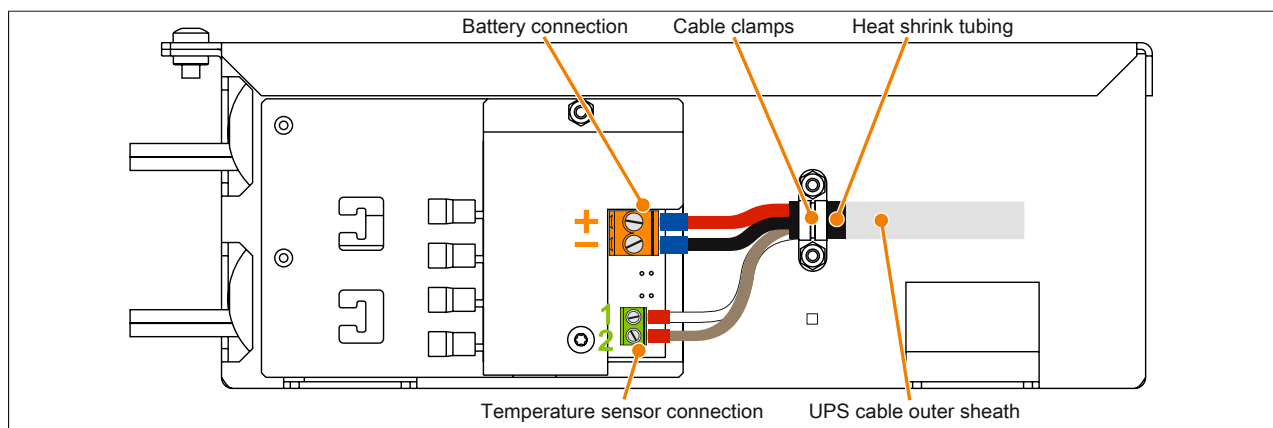 Battery connection
Cable clamps
Heat shrink tubing
+
−
1
2
Temperature sensor connection
UPS cable outer sheath